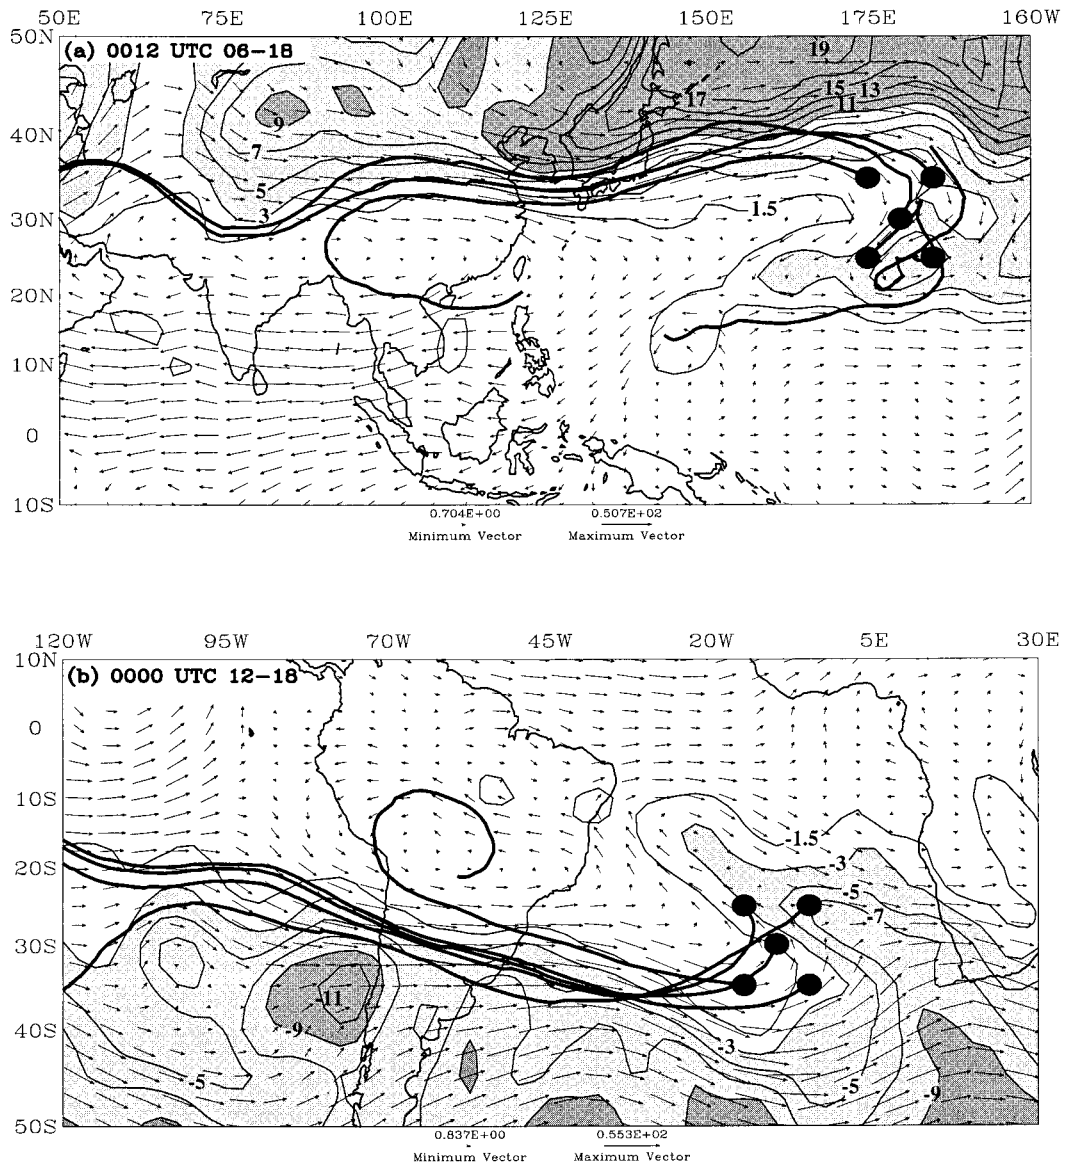 50E 75E 100E 125E 150E 175E 160W
50N
(a) 0012 UTC 06-18
19
15 13
17
11
9
40N
7
5
3
1.5
30N
20N
10N
0
10S
0.704E+00 0.507E+02
Minimum Vector Maximum Vector
120W 95W 70W 45W 20W 5E 30E
10N
(b) 0000 UTC 12-18
0
10S
-1.5
-3
20S
-5
-7
30S
-11
-9
40S
-3
-5
-5
-9
50S
0.837E+00 0.553E+02
Minimum Vector Maximum Vector